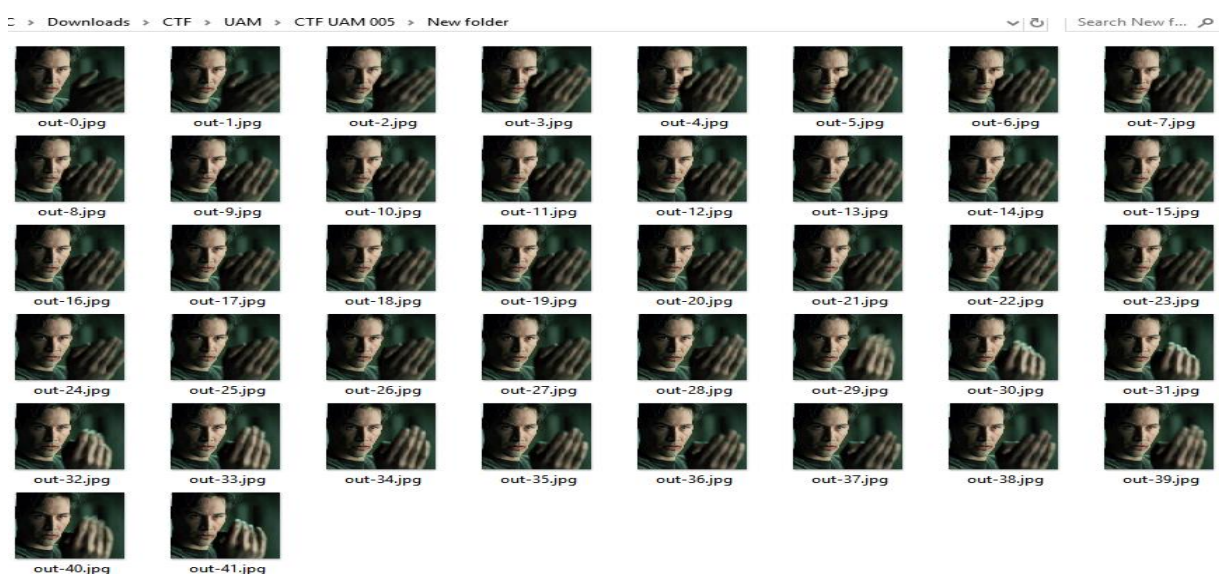 C > Downloads > CTF > UAM > CTF UAM 005 > New folder
Search New f...
out-0.jpg out-1.jpg out-2.jpg out-3.jpg out-4.jpg out-5.jpg out-6.jpg out-7.jpg
out-8.jpg out-9.jpg out-10.jpg out-11.jpg out-12.jpg out-13.jpg out-14.jpg out-15.jpg
out-16.jpg out-17.jpg out-18.jpg out-19.jpg out-20.jpg out-21.jpg out-22.jpg out-23.jpg
out-24.jpg out-25.jpg out-26.jpg out-27.jpg out-28.jpg out-29.jpg out-30.jpg out-31.jpg
out-32.jpg out-33.jpg out-34.jpg out-35.jpg out-36.jpg out-37.jpg out-38.jpg out-39.jpg
out-40.jpg out-41.jpg